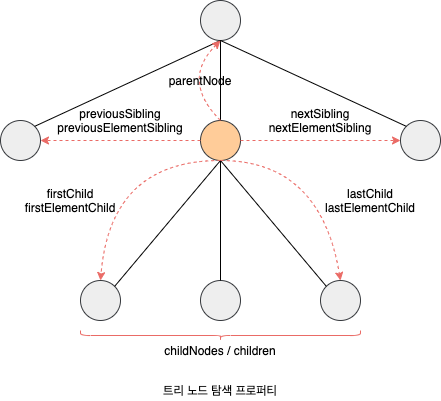 parentNode
previousSibling
previousElementSibling
nextSibling
nextElementSibling
firstChild
firstElementChild
lastChild
lastElementChild
childNodes / children
트리 노드 탐색 프로퍼티